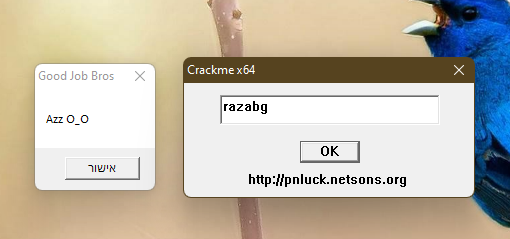 Good Job Bros
Azz O_O
אישור
Crackme x64
razabg
OK
http://pnluck.netsons.org